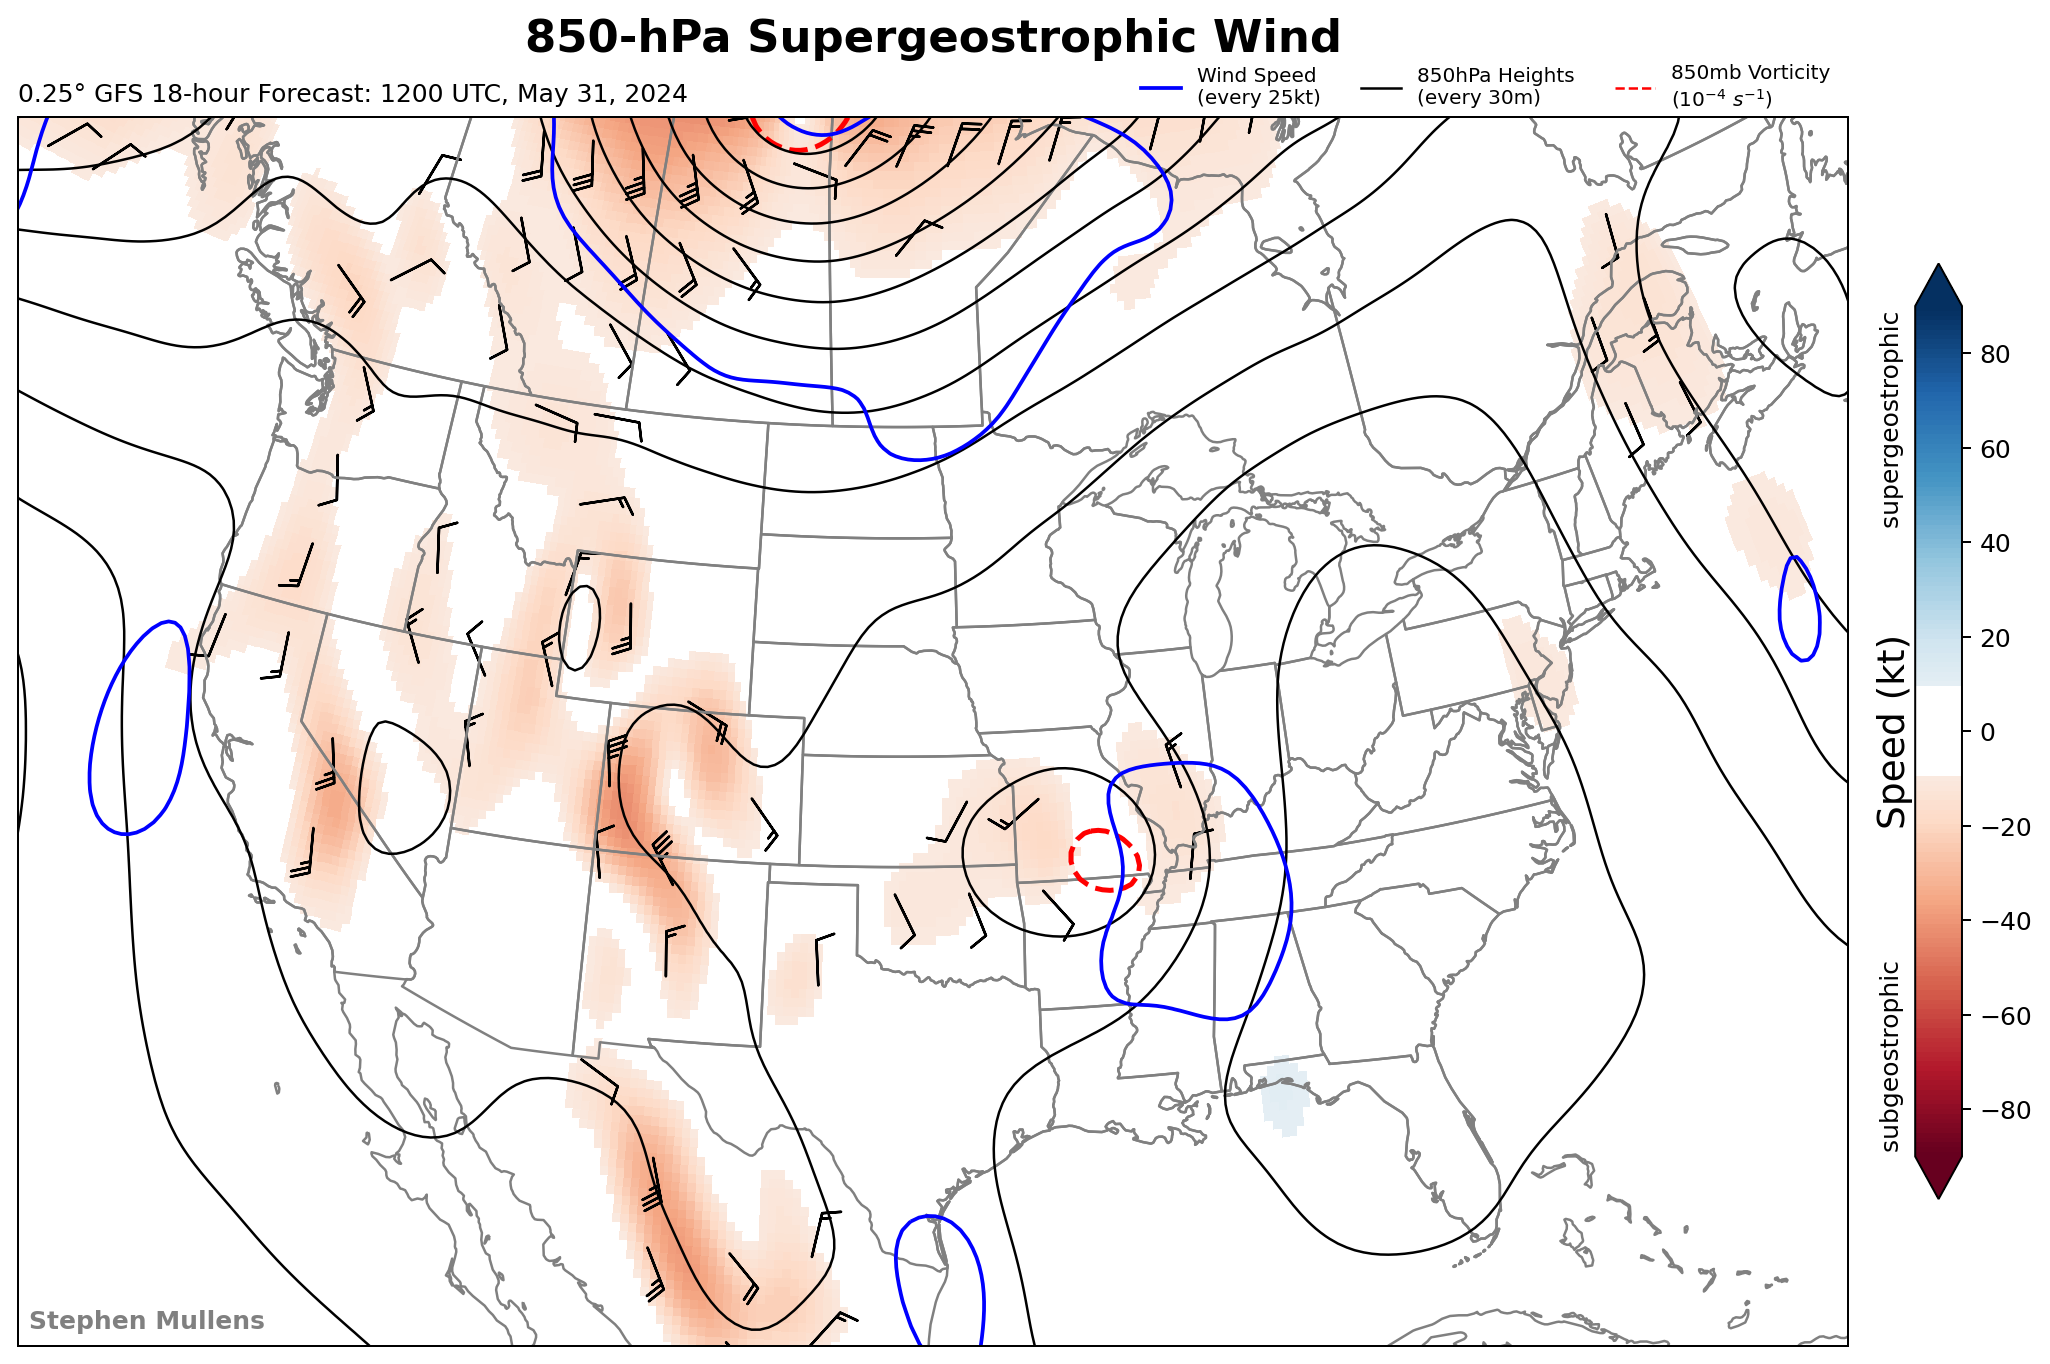 850-hPa Supergeostrophic Wind
0.25° GFS 18-hour Forecast: 1200 UTC, May 31, 2024
Wind Speed
(every 25kt)
850hPa Heights
(every 30m)
850mb Vorticity
(10⁻⁴ s⁻¹)
supergeostrophic
Speed (kt)
subgeostrophic
80
60
40
20
0
−20
−40
−60
−80
Stephen Mullens